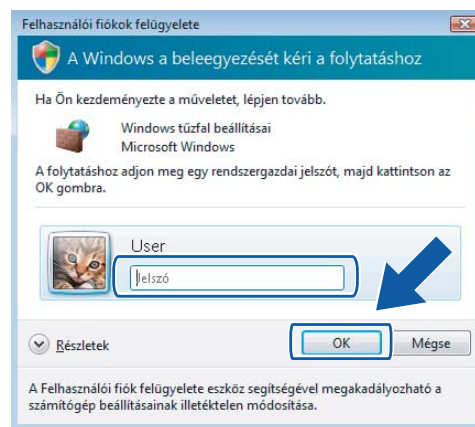 Felhasználói fiókok felügyelete
A Windows a beleegyezését kéri a folytatáshoz
Ha Ön kezdeményezte a műveletet, lépjen tovább.
Windows tűzfal beállításai
Microsoft Windows
A folytatáshoz adjon meg egy rendszergazdai jelszót, majd kattintson az
OK gombra.
User
Jelszó
Részletek
OK
Mégse
A Felhasználói fiók felügyelete eszköz segítségével megakadályozható a
számítógép beállításainak illetéktelen módosítása.